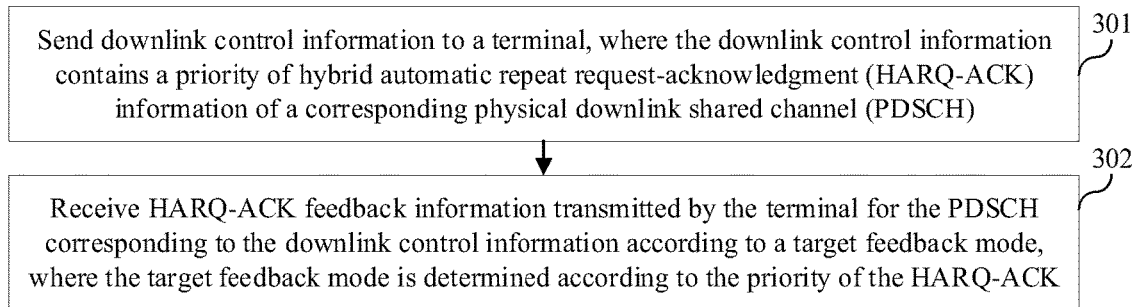 Send downlink control information to a terminal, where the downlink control information
contains a priority of hybrid automatic repeat request-acknowledgment (HARQ-ACK)
information of a corresponding physical downlink shared channel (PDSCH)
301
Receive HARQ-ACK feedback information transmitted by the terminal for the PDSCH
corresponding to the downlink control information according to a target feedback mode,
where the target feedback mode is determined according to the priority of the HARQ-ACK
302